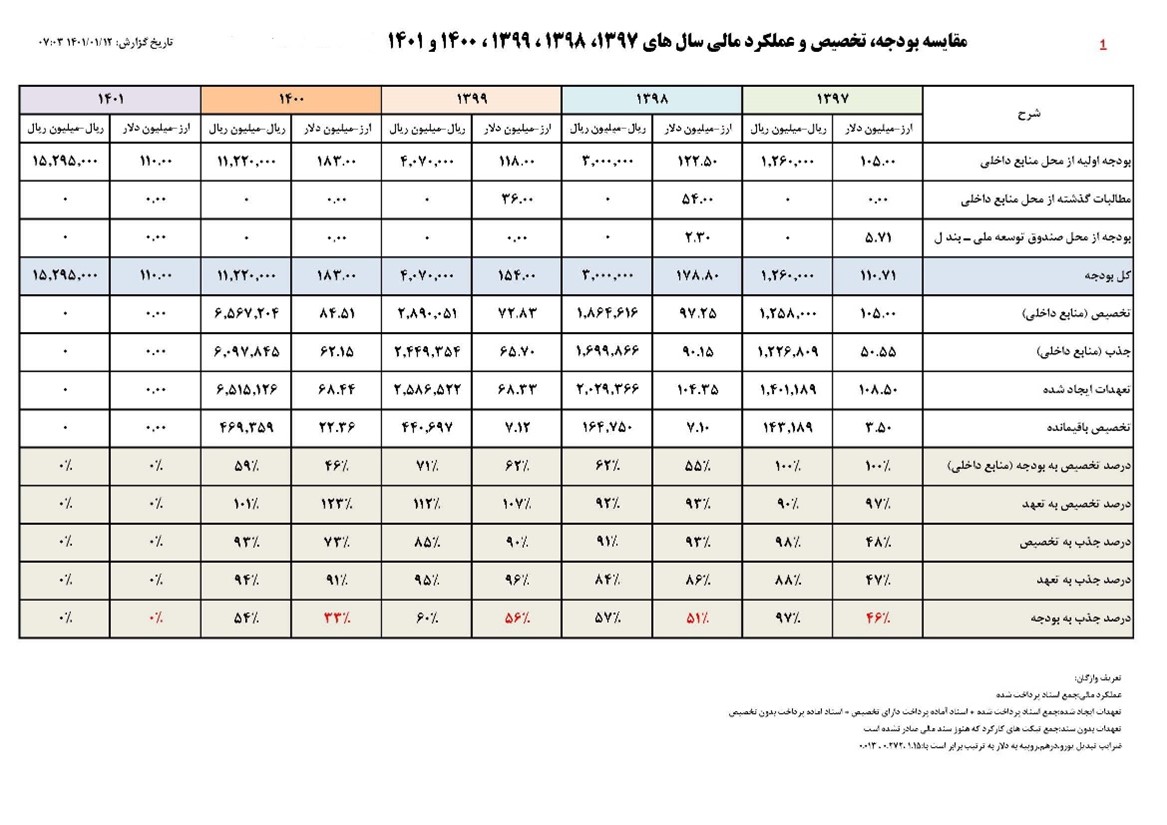 1
مقایسه بودجه، تخصیص و عملکرد مالی سال های ۱۳۹۷، ۱۳۹۸ ، ۱۳۹۹ ، ۱۴۰۰ و ۱۴۰۱
تاریخ گزارش: ۱۴۰۱/۰۱/۱۲ ۰۷:۰۳
شرح ۱۳۹۷ ۱۳۹۸ ۱۳۹۹ ۱۴۰۰ ۱۴۰۱
ارز-میلیون دلار ریال-میلیون ریال ارز-میلیون دلار ریال-میلیون ریال ارز-میلیون دلار ریال-میلیون ریال ارز-میلیون دلار ریال-میلیون ریال ارز-میلیون دلار ریال-میلیون ریال
بودجه اولیه از محل منابع داخلی ۱۰۵.۰۰ ۱,۲۶۰,۰۰۰ ۱۲۲.۵۰ ۳,۰۰۰,۰۰۰ ۱۱۸.۰۰ ۴,۰۷۰,۰۰۰ ۱۸۳.۰۰ ۱۱,۲۲۰,۰۰۰ ۱۱۰.۰۰ ۱۵,۲۹۵,۰۰۰
مطالبات گذشته از محل منابع داخلی ۰.۰۰ ۰ ۵۴.۰۰ ۰ ۳۶.۰۰ ۰ ۰.۰۰ ۰ ۰.۰۰ ۰
بودجه از محل صندوق توسعه ملی - بند ل ۵.۷۱ ۰ ۲.۳۰ ۰ ۰.۰۰ ۰ ۰.۰۰ ۰ ۰.۰۰ ۰
کل بودجه ۱۱۰.۷۱ ۱,۲۶۰,۰۰۰ ۱۷۸.۸۰ ۳,۰۰۰,۰۰۰ ۱۵۴.۰۰ ۴,۰۷۰,۰۰۰ ۱۸۳.۰۰ ۱۱,۲۲۰,۰۰۰ ۱۱۰.۰۰ ۱۵,۲۹۵,۰۰۰
تخصیص (منابع داخلی) ۱۰۵.۰۰ ۱,۲۵۸,۰۰۰ ۹۷.۲۵ ۱,۸۶۴,۶۱۶ ۷۲.۸۳ ۲,۸۹۰,۰۵۱ ۸۴.۵۱ ۶,۵۶۷,۲۰۴ ۰.۰۰ ۰
جذب (منابع داخلی) ۵۰.۵۵ ۱,۲۲۶,۸۰۹ ۹۰.۱۵ ۱,۶۹۹,۸۶۶ ۶۵.۷۰ ۲,۴۴۹,۳۵۴ ۶۲.۱۵ ۶,۰۹۷,۸۴۵ ۰.۰۰ ۰
تعهدات ایجاد شده ۱۰۸.۵۰ ۱,۴۰۱,۱۸۹ ۱۰۴.۳۵ ۲,۰۲۹,۳۶۶ ۶۸.۳۳ ۲,۵۸۶,۵۲۲ ۶۸.۴۴ ۶,۵۱۵,۱۲۶ ۰.۰۰ ۰
تخصیص باقیمانده ۳.۵۰ ۱۴۳,۱۸۹ ۷.۱۰ ۱۶۴,۷۵۰ ۷.۱۲ ۴۴۰,۶۹۷ ۲۲.۳۶ ۴۶۹,۳۵۹ ۰.۰۰ ۰
درصد تخصیص به بودجه (منابع داخلی) ۱۰۰٪ ۱۰۰٪ ۵۵٪ ۶۲٪ ۶۲٪ ۷۱٪ ۴۶٪ ۵۹٪ ۰٪ ۰٪
درصد تخصیص به تعهد ۹۷٪ ۹۰٪ ۹۳٪ ۹۲٪ ۱۰۷٪ ۱۱۲٪ ۱۲۳٪ ۱۰۱٪ ۰٪ ۰٪
درصد جذب به تخصیص ۴۸٪ ۹۸٪ ۹۳٪ ۹۱٪ ۹۰٪ ۸۵٪ ۷۳٪ ۹۳٪ ۰٪ ۰٪
درصد جذب به تعهد ۴۷٪ ۸۸٪ ۸۶٪ ۸۴٪ ۹۶٪ ۹۵٪ ۹۱٪ ۹۴٪ ۰٪ ۰٪
درصد جذب به بودجه ۴۶٪ ۹۷٪ ۵۱٪ ۵۷٪ ۵۶٪ ۶۰٪ ۳۳٪ ۵۴٪ ۰٪ ۰٪
تعریف واژگان:
عملکرد مالی:جمع اسناد پرداخت شده
تعهدات ایجاد شده:جمع اسناد پرداخت شده + اسناد آماده پرداخت دارای تخصیص + اسناد آماده پرداخت بدون تخصیص
تعهدات بدون سند:جمع تیکت های کارکرد که هنوز سند مالی صادر نشده است
ضرایب تبدیل یورو،درهم،روپیه به دلار به ترتیب برابر است با:۱.۱۵، ۰.۲۷۲ ، ۰.۰۱۳